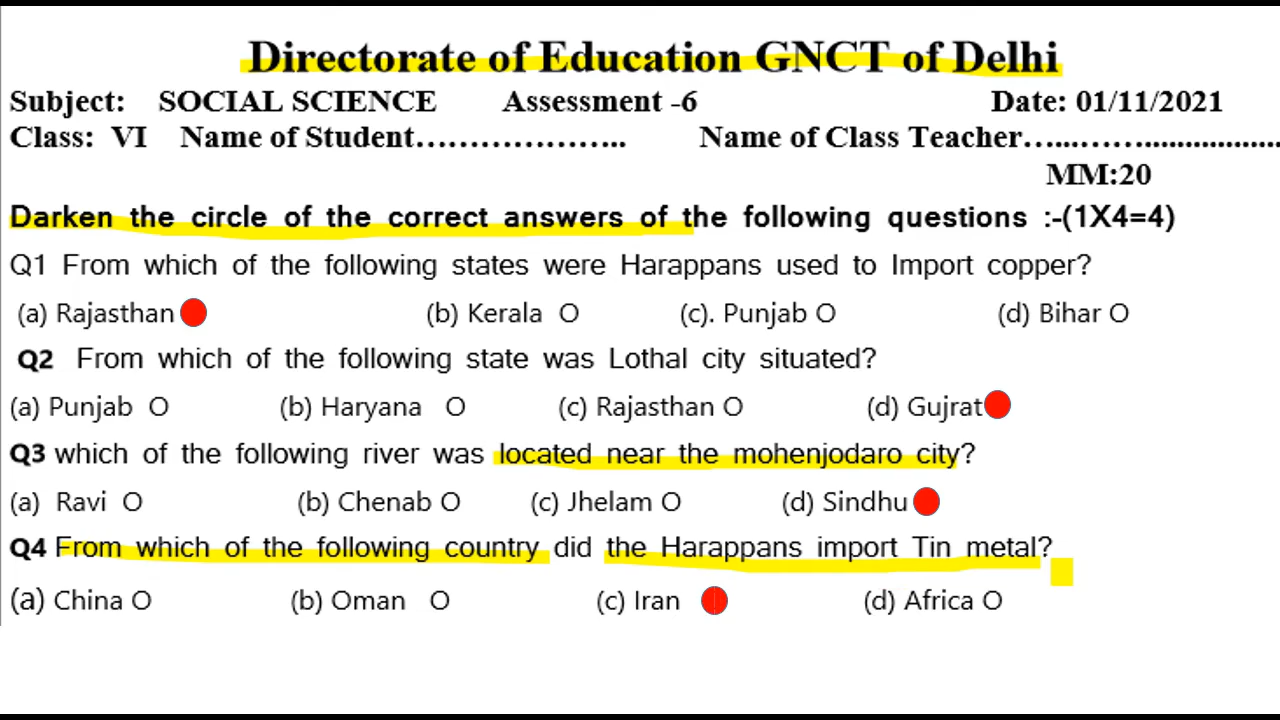 Directorate of Education GNCT of Delhi
Subject: SOCIAL SCIENCE Assessment -6 Date: 01/11/2021
Class: VI Name of Student………………….. Name of Class Teacher…...…….....................
MM:20
Darken the circle of the correct answers of the following questions :-(1X4=4)
Q1 From which of the following states were Harappans used to Import copper?
(a) Rajasthan (b) Kerala O (c). Punjab O (d) Bihar O
Q2 From which of the following state was Lothal city situated?
(a) Punjab O (b) Haryana O (c) Rajasthan O (d) Gujrat
Q3 which of the following river was located near the mohenjodaro city?
(a) Ravi O (b) Chenab O (c) Jhelam O (d) Sindhu
Q4 From which of the following country did the Harappans import Tin metal?
(a) China O (b) Oman O (c) Iran (d) Africa O